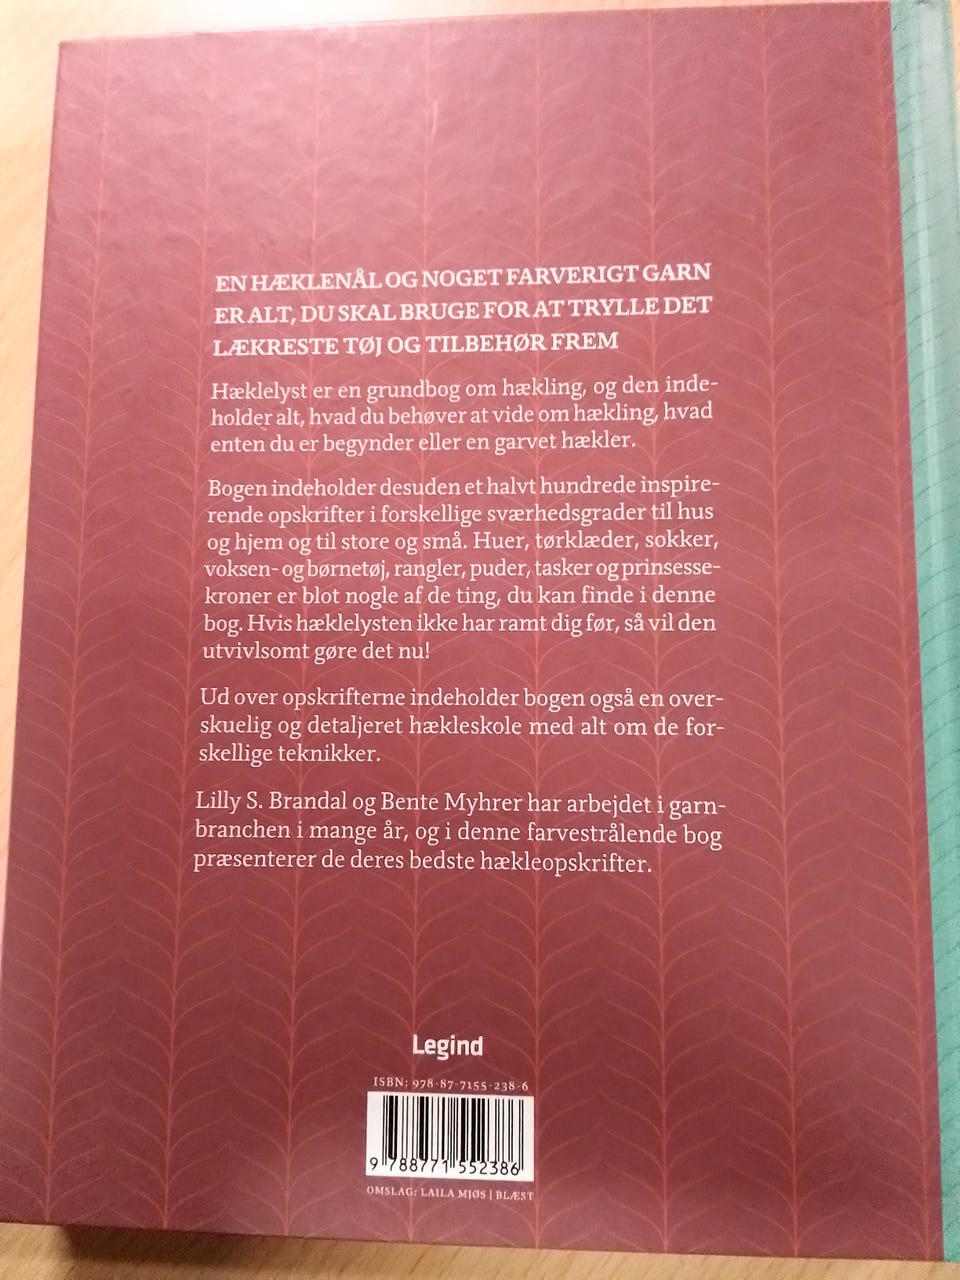 EN HÆKLENÅL OG NOGET FARVERIGT GARN
ER ALT, DU SKAL BRUGE FOR AT TRYLLE DET
LÆKRESTE TØJ OG TILBEHØR FREM
Hæklelyst er en grundbog om hækling, og den inde-
holder alt, hvad du behøver at vide om hækling, hvad
enten du er begynder eller en garvet hækler.
Bogen indeholder desuden et halvt hundrede inspire-
rende opskrifter i forskellige sværhedsgrader til hus
og hjem og til store og små. Huer, tørklæder, sokker,
voksen- og børnetøj, rangler, puder, tasker og prinsesse-
kroner er blot nogle af de ting, du kan finde i denne
bog. Hvis hæklelysten ikke har ramt dig før, så vil den
utvivlsomt gøre det nu!
Ud over opskrifterne indeholder bogen også en over-
skuelig og detaljeret hækleskole med alt om de for-
skellige teknikker.
Lilly S. Brandal og Bente Myhrer har arbejdet i garn-
branchen i mange år, og i denne farvestrålende bog
præsenterer de deres bedste hækleopskrifter.
Legind
ISBN: 978-87-7155-238-6
9 788771 552386
OMSLAG: LAILA MJØS | BLÆST